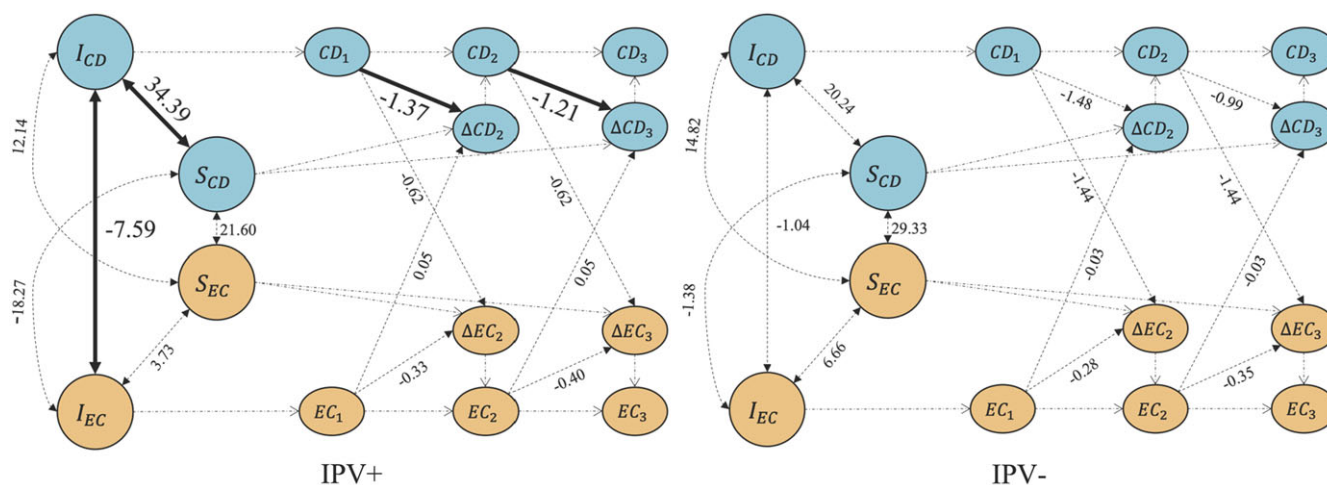 I_CD
CD_1
CD_2
CD_3
34.39
-1.37
-1.21
ΔCD_2
ΔCD_3
12.14
S_CD
-0.62
-0.62
-7.59
21.60
S_EC
0.05
0.05
-18.27
ΔEC_2
ΔEC_3
3.73
-0.33
-0.40
I_EC
EC_1
EC_2
EC_3
IPV+
I_CD
CD_1
CD_2
CD_3
20.24
-1.48
-0.99
ΔCD_2
ΔCD_3
14.82
S_CD
-1.44
-1.44
-1.04
29.33
S_EC
-0.03
-0.03
-1.38
ΔEC_2
ΔEC_3
6.66
-0.28
-0.35
I_EC
EC_1
EC_2
EC_3
IPV-